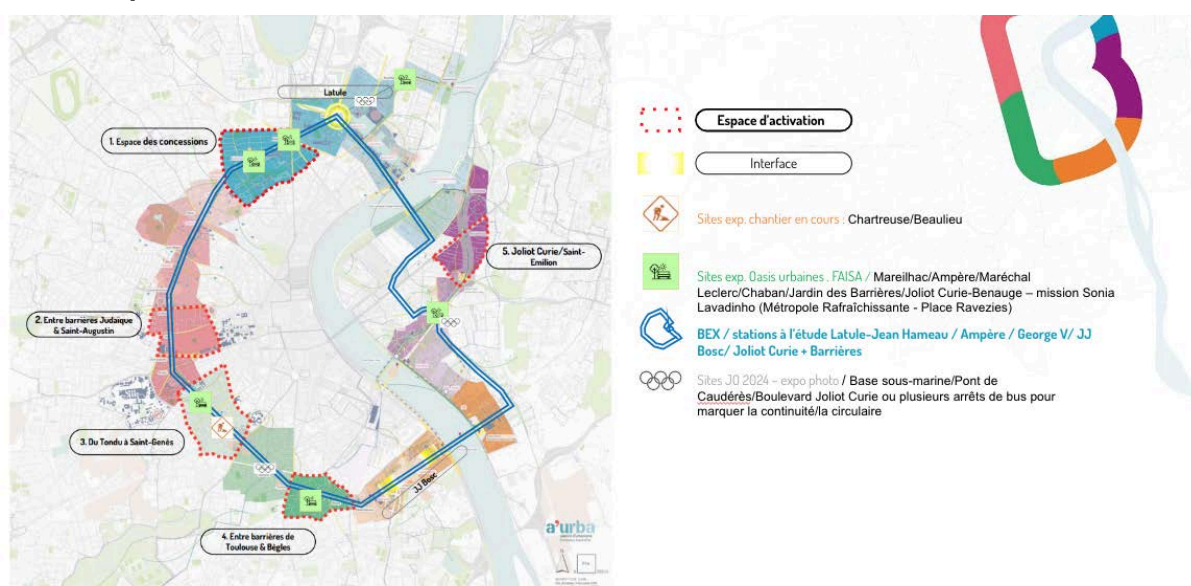 Latule
1. Espace des concessions
5. Joliot Curie/Saint-
Emilion
2. Entre barrières Judaïque
& Saint-Augustin
3. Du Tondu à Saint-Genès
JJ Bosc
4. Entre barrières de
Toulouse & Bègles
a'urba
Espace d'activation
Interface
Sites exp. chantier en cours : Chartreuse/Beaulieu
Sites exp. Oasis urbaines . FAISA / Mareilhac/Ampère/Maréchal
Leclerc/Chaban/Jardin des Barrières/Joliot Curie-Benauge – mission Sonia
Lavadinho (Métropole Rafraîchissante - Place Ravezies)
BEX / stations à l'étude Latule-Jean Hameau / Ampère / George V/ JJ
Bosc/ Joliot Curie + Barrières
Sites JO 2024 – expo photo / Base sous-marine/Pont de
Caudérès/Boulevard Joliot Curie ou plusieurs arrêts de bus pour
marquer la continuité/la circulaire